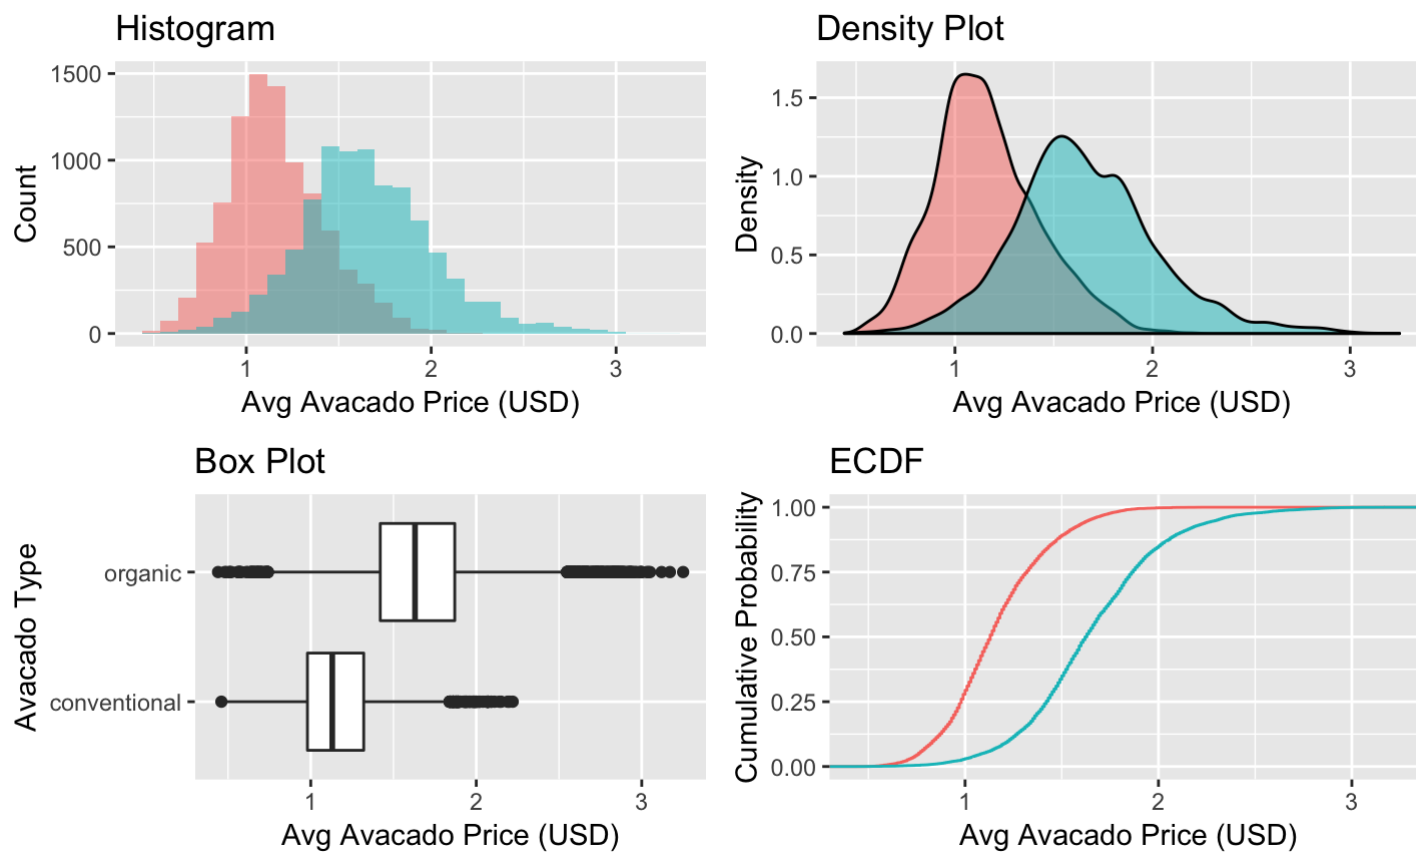 Histogram
Count
1500
1000
500
0
1 2 3
Avg Avacado Price (USD)
Density Plot
Density
1.5
1.0
0.5
0.0
1 2 3
Avg Avacado Price (USD)
Box Plot
Avacado Type
organic
conventional
1 2 3
Avg Avacado Price (USD)
ECDF
Cumulative Probability
1.00
0.75
0.50
0.25
0.00
1 2 3
Avg Avacado Price (USD)